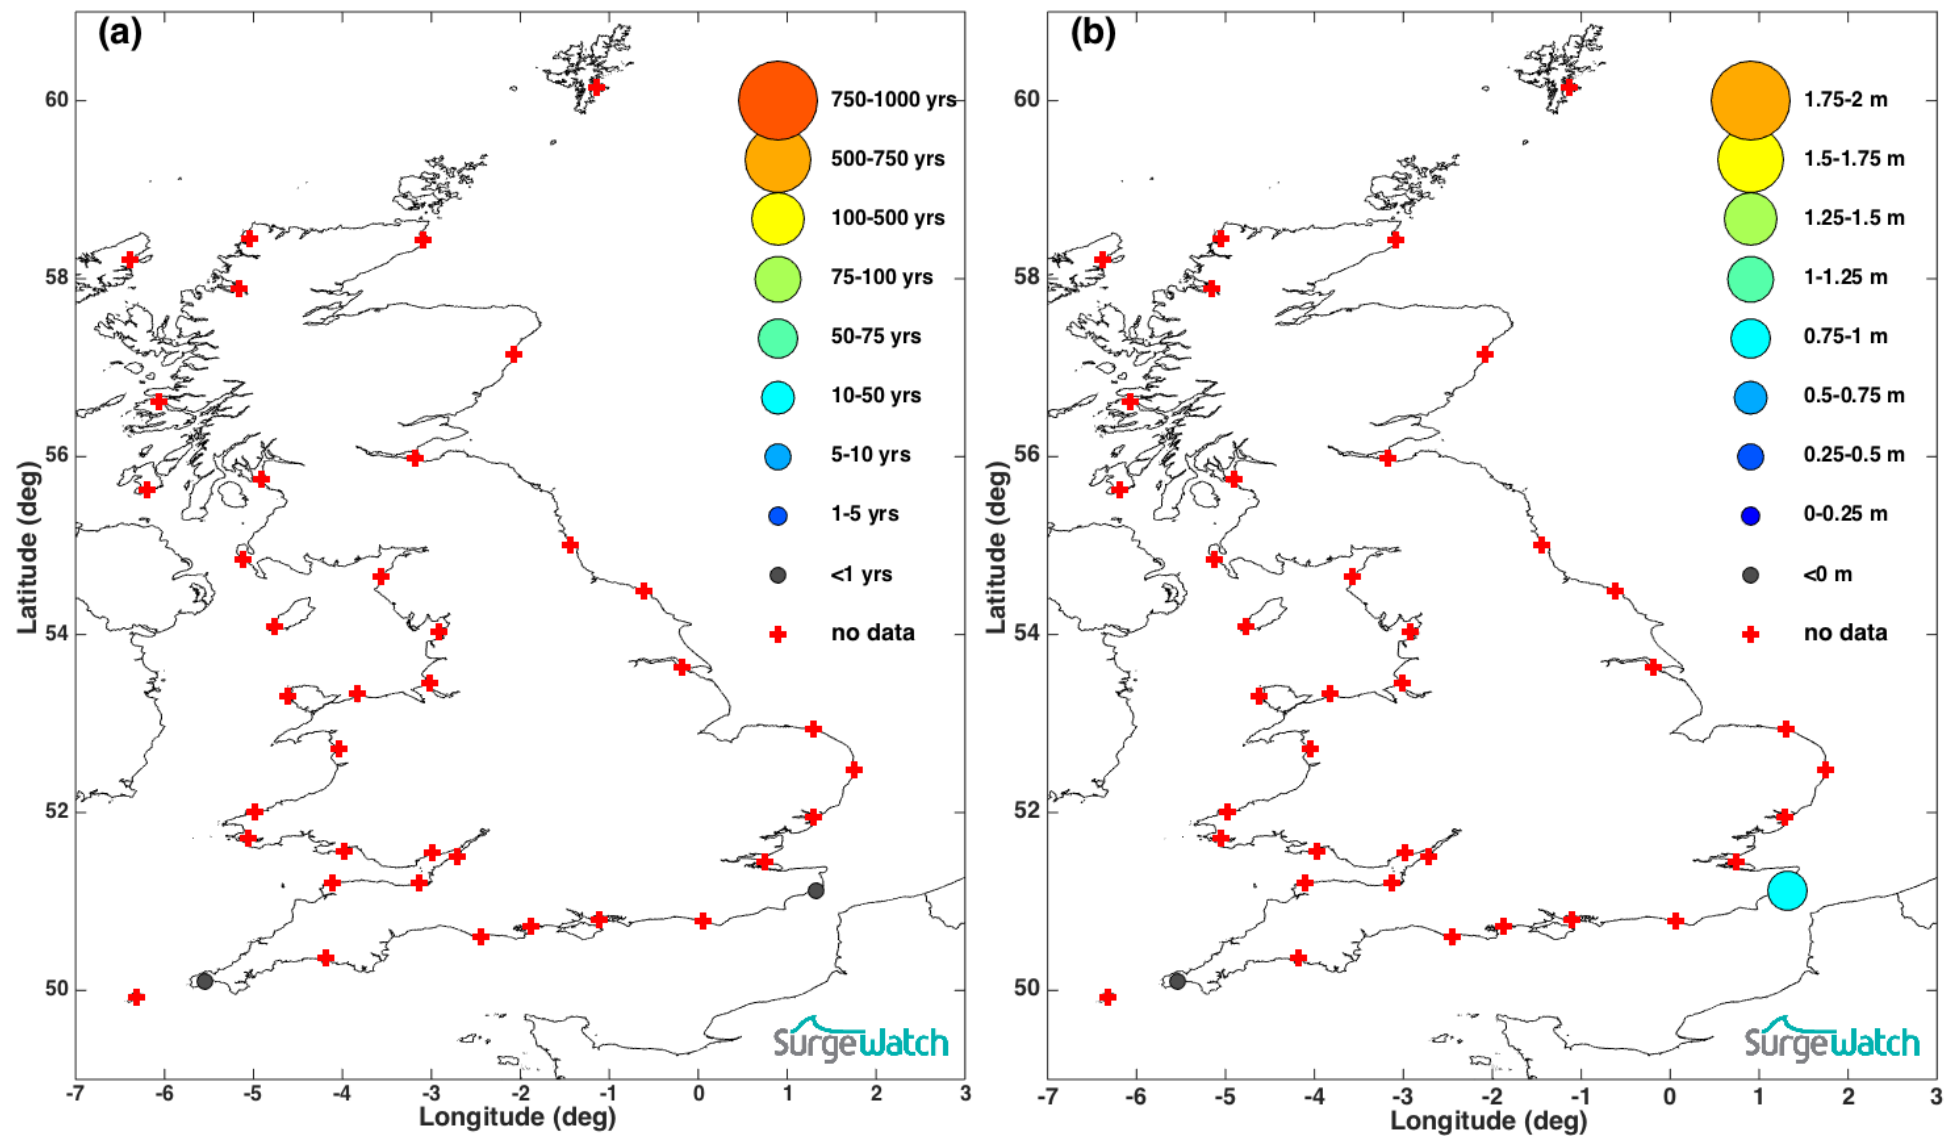 (a)
750-1000 yrs
500-750 yrs
100-500 yrs
75-100 yrs
50-75 yrs
10-50 yrs
5-10 yrs
1-5 yrs
<1 yrs
no data
60
58
56
54
52
50
Latitude (deg)
-7 -6 -5 -4 -3 -2 -1 0 1 2 3
Longitude (deg)
SurgeWatch
(b)
1.75-2 m
1.5-1.75 m
1.25-1.5 m
1-1.25 m
0.75-1 m
0.5-0.75 m
0.25-0.5 m
0-0.25 m
<0 m
no data
60
58
56
54
52
50
Latitude (deg)
-7 -6 -5 -4 -3 -2 -1 0 1 2 3
Longitude (deg)
SurgeWatch